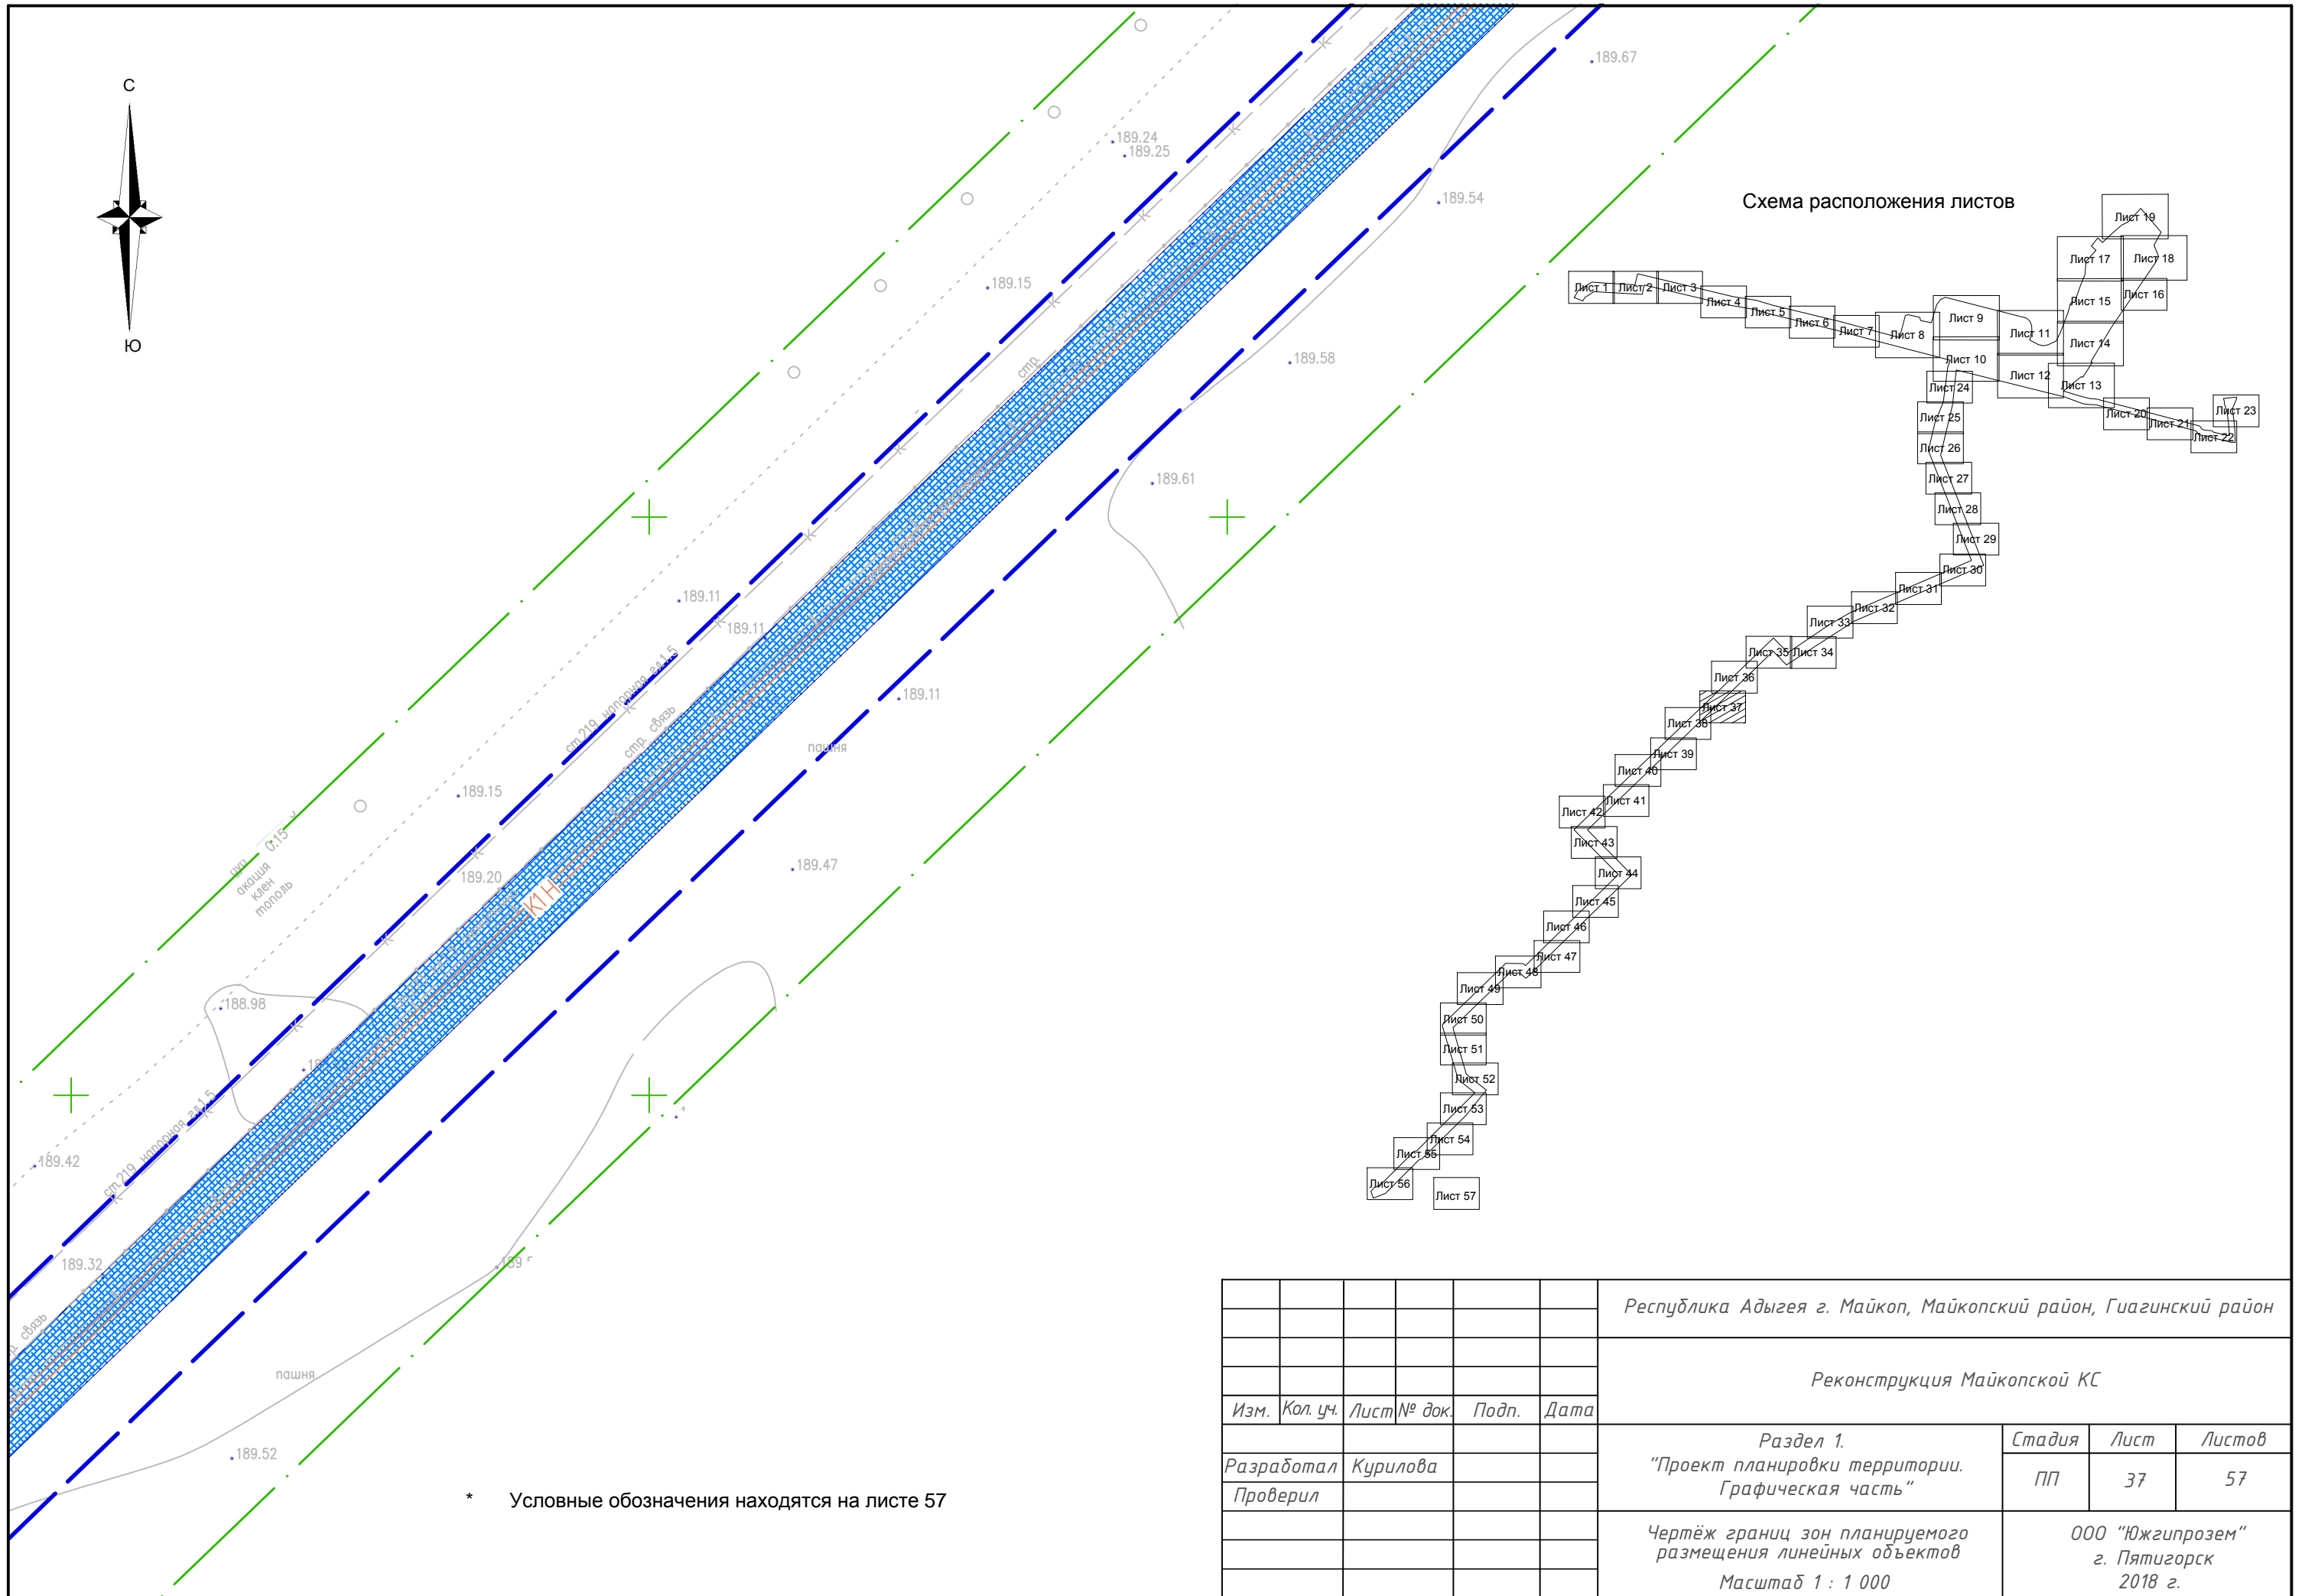 С
Ю
189.67
189.24
189.25
189.54
189.15
189.58
189.61
стр.
189.11
189.11
189.11
ст.219 напорная гл.1.5
стр. связь
пашня
189.15
189.47
0.15
акация
клен
тополь
189.20
К1Н
188.98
189.42
ст.219 напорная гл.1.5
189.32
связь
пашня
189.52
Схема расположения листов
Лист 19
Лист 17
Лист 18
Лист 1
Лист 2
Лист 3
Лист 4
Лист 5
Лист 6
Лист 7
Лист 8
Лист 9
Лист 11
Лист 15
Лист 16
Лист 14
Лист 10
Лист 12
Лист 13
Лист 24
Лист 20
Лист 21
Лист 22
Лист 23
Лист 25
Лист 26
Лист 27
Лист 28
Лист 29
Лист 30
Лист 31
Лист 32
Лист 33
Лист 35
Лист 34
Лист 36
Лист 37
Лист 38
Лист 39
Лист 40
Лист 41
Лист 42
Лист 43
Лист 44
Лист 45
Лист 46
Лист 47
Лист 48
Лист 49
Лист 50
Лист 51
Лист 52
Лист 53
Лист 54
Лист 55
Лист 56
Лист 57
* Условные обозначения находятся на листе 57
Республика Адыгея г. Майкоп, Майкопский район, Гиагинский район
Реконструкция Майкопской КС
Изм. Кол. уч. Лист № док. Подп. Дата
Раздел 1.
"Проект планировки территории.
Графическая часть"
Стадия Лист Листов
ПП 37 57
Разработал Курилова
Проверил
Чертёж границ зон планируемого
размещения линейных объектов
Масштаб 1 : 1 000
ООО "Южгипрозем"
г. Пятигорск
2018 г.